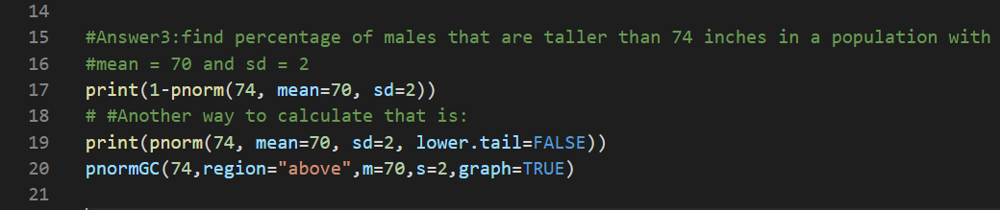 14
15 #Answer3:find percentage of males that are taller than 74 inches in a population with
16 #mean = 70 and sd = 2
17 print(1-pnorm(74, mean=70, sd=2))
18 # #Another way to calculate that is:
19 print(pnorm(74, mean=70, sd=2, lower.tail=FALSE))
20 pnormGC(74,region="above",m=70,s=2,graph=TRUE)
21